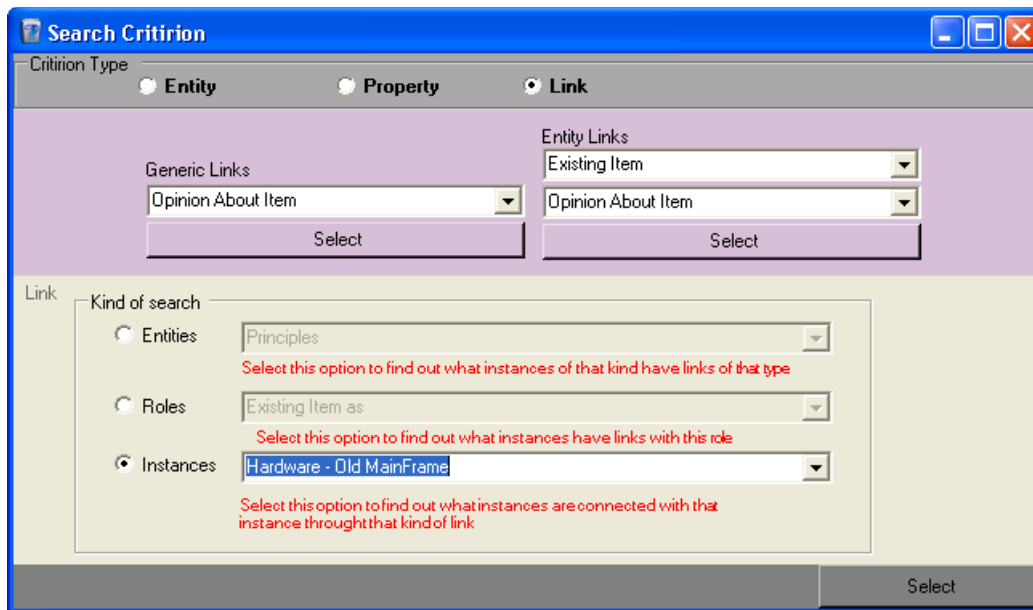 Search Critirion
Critirion Type
Entity
Property
Link
Generic Links
Opinion About Item
Select
Entity Links
Existing Item
Opinion About Item
Select
Link
Kind of search
Entities
Principles
Select this option to find out what instances of that kind have links of that type
Roles
Existing Item as
Select this option to find out what instances have links with this role
Instances
Hardware - Old MainFrame
Select this option to find out what instances are connected with that
instance throught that kind of link
Select